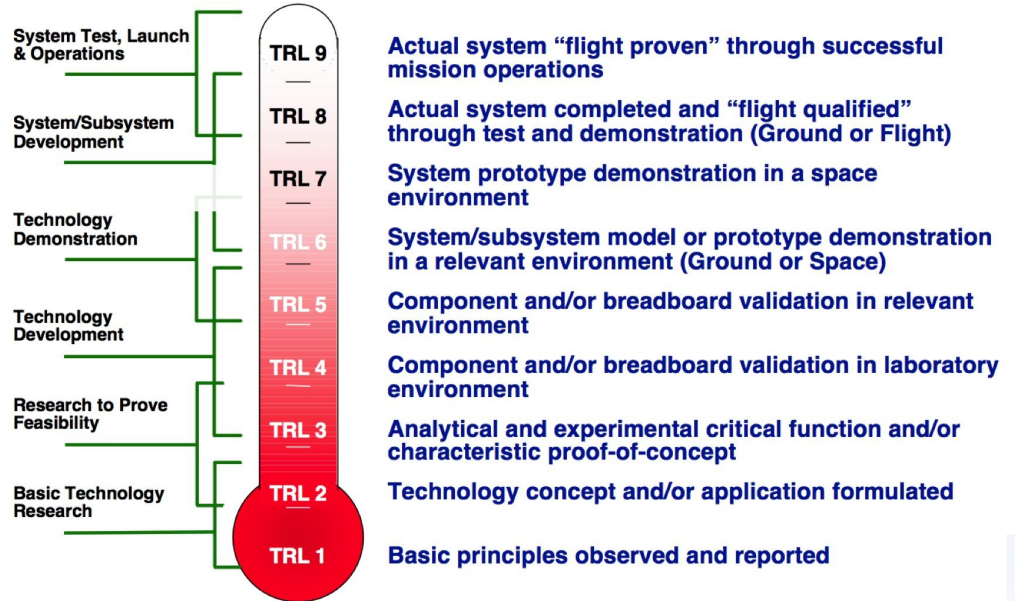 System Test, Launch
& Operations
System/Subsystem
Development
Technology
Demonstration
Technology
Development
Research to Prove
Feasibility
Basic Technology
Research
TRL 9
TRL 8
TRL 7
TRL 6
TRL 5
TRL 4
TRL 3
TRL 2
TRL 1
Actual system “flight proven” through successful
mission operations
Actual system completed and “flight qualified”
through test and demonstration (Ground or Flight)
System prototype demonstration in a space
environment
System/subsystem model or prototype demonstration
in a relevant environment (Ground or Space)
Component and/or breadboard validation in relevant
environment
Component and/or breadboard validation in laboratory
environment
Analytical and experimental critical function and/or
characteristic proof-of-concept
Technology concept and/or application formulated
Basic principles observed and reported